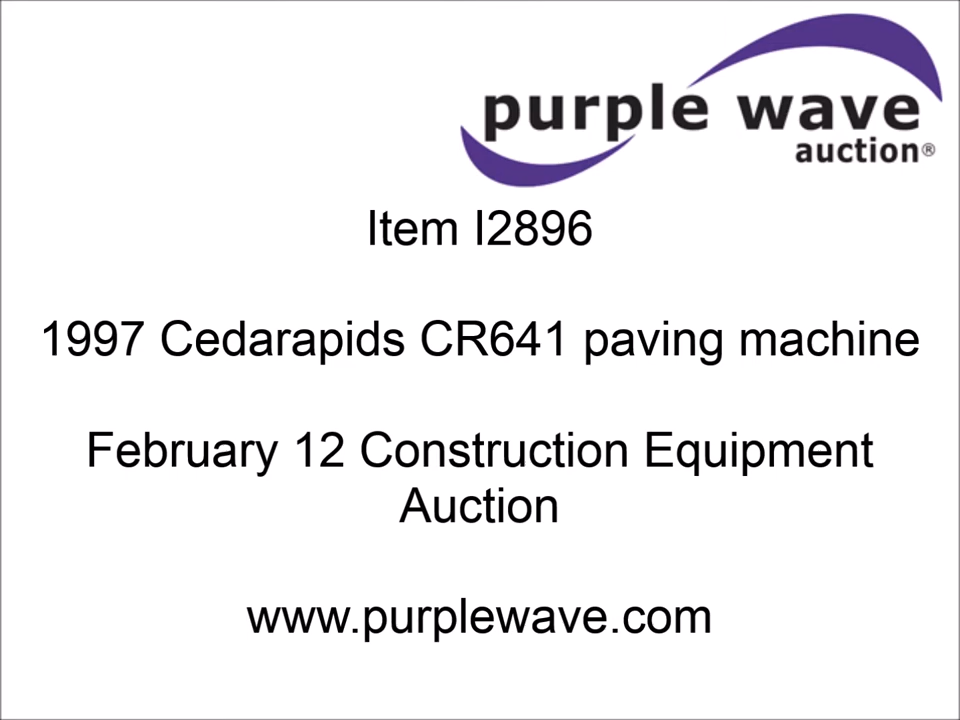 purple wave
auction®
Item I2896
1997 Cedarapids CR641 paving machine
February 12 Construction Equipment
Auction
www.purplewave.com